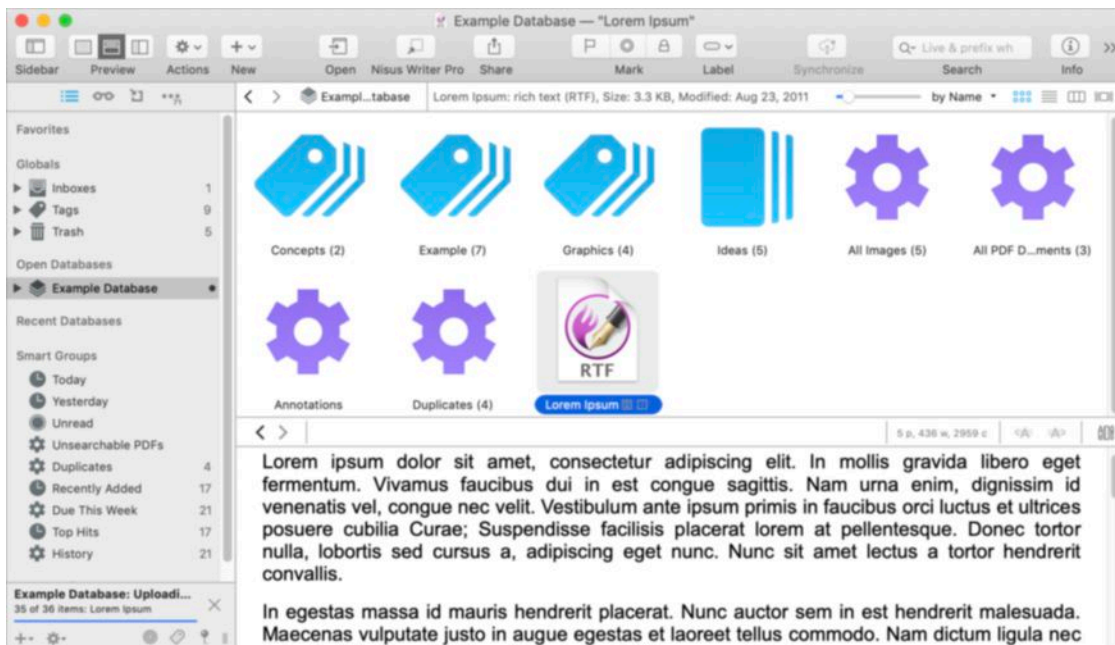 Example Database — "Lorem Ipsum"
Sidebar Preview Actions New Open Nisus Writer Pro Share Mark Label Synchronize Search Info
Live & prefix wh
Exampl...tabase Lorem Ipsum: rich text (RTF), Size: 3.3 KB, Modified: Aug 23, 2011 by Name
Favorites
Globals
Inboxes 1
Tags 9
Trash 5
Open Databases
Example Database
Recent Databases
Smart Groups
Today
Yesterday
Unread
Unsearchable PDFs
Duplicates 4
Recently Added 17
Due This Week 21
Top Hits 17
History 21
Example Database: Uploadi...
35 of 36 items: Lorem Ipsum
Concepts (2) Example (7) Graphics (4) Ideas (5) All Images (5) All PDF D...ments (3)
RTF
Annotations Duplicates (4) Lorem Ipsum
5 p, 436 w, 2959 c
Lorem ipsum dolor sit amet, consectetur adipiscing elit. In mollis gravida libero eget
fermentum. Vivamus faucibus dui in est congue sagittis. Nam urna enim, dignissim id
venenatis vel, congue nec velit. Vestibulum ante ipsum primis in faucibus orci luctus et ultrices
posuere cubilia Curae; Suspendisse facilisis placerat lorem at pellentesque. Donec tortor
nulla, lobortis sed cursus a, adipiscing eget nunc. Nunc sit amet lectus a tortor hendrerit
convallis.
In egestas massa id mauris hendrerit placerat. Nunc auctor sem in est hendrerit malesuada.
Maecenas vulputate justo in augue egestas et laoreet tellus commodo. Nam dictum ligula nec